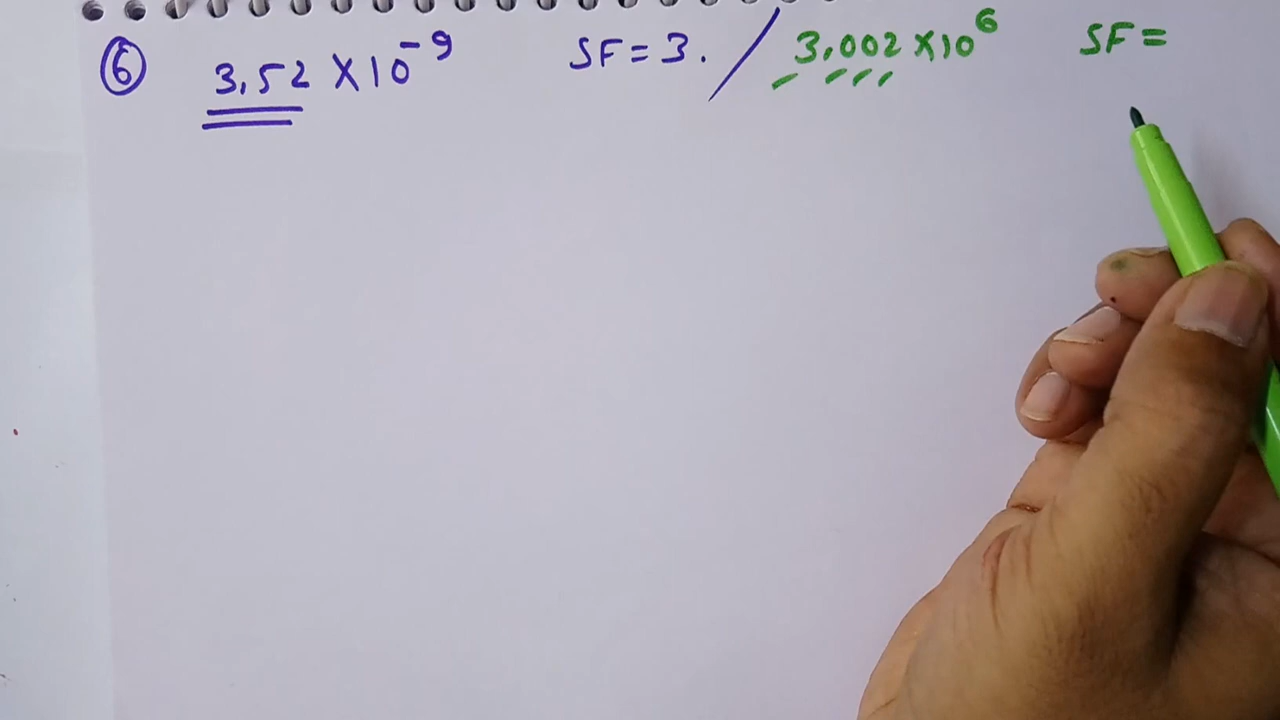 ⑥ 3.52 × 10⁻⁹ SF = 3. / 3.002 × 10⁶ SF =